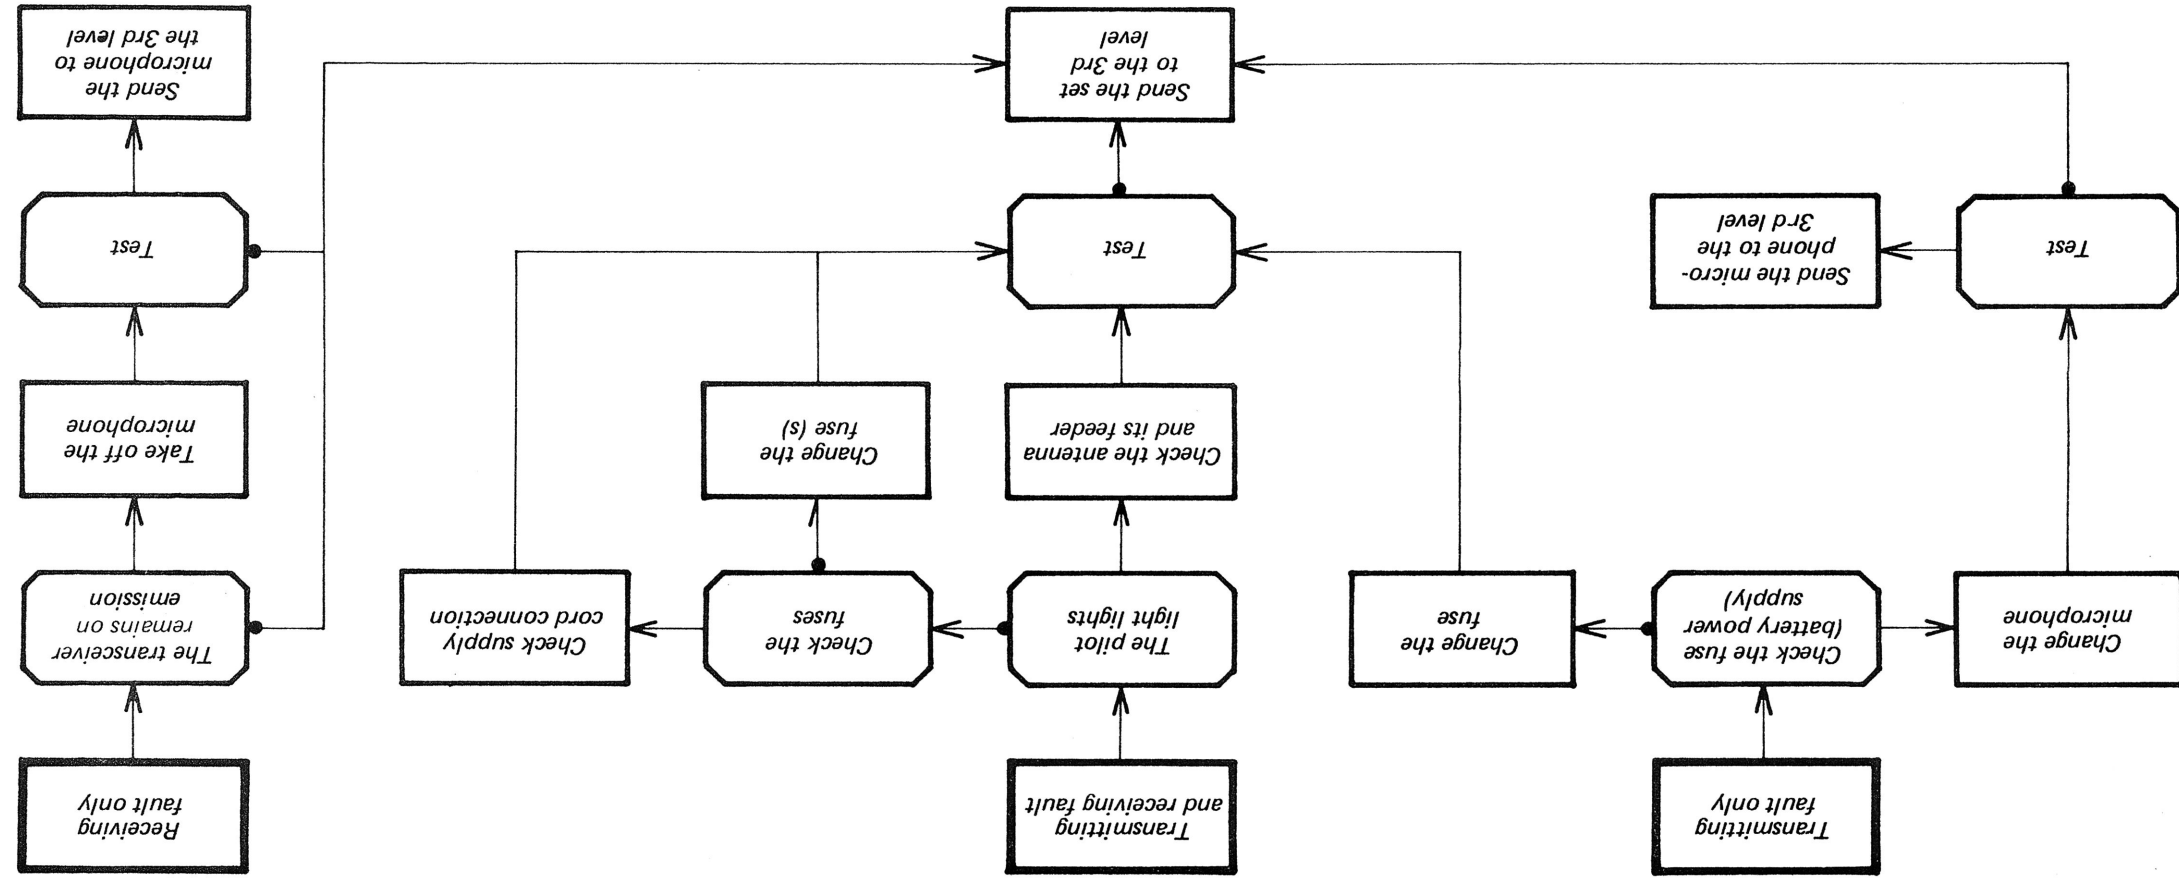 Transmitting
fault only
Transmitting
and receiving fault
Receiving
fault only
Change the
microphone
Check the fuse
(battery power
supply)
Change the
fuse
The pilot
light lights
Check the
fuses
Check supply
cord connection
The transceiver
remains on
emission
Check the antenna
and its feeder
Change the
fuse (s)
Take off the
microphone
Test
Send the micro-
phone to the
3rd level
Test
Test
Send the set
to the 3rd
level
Send the
microphone to
the 3rd level